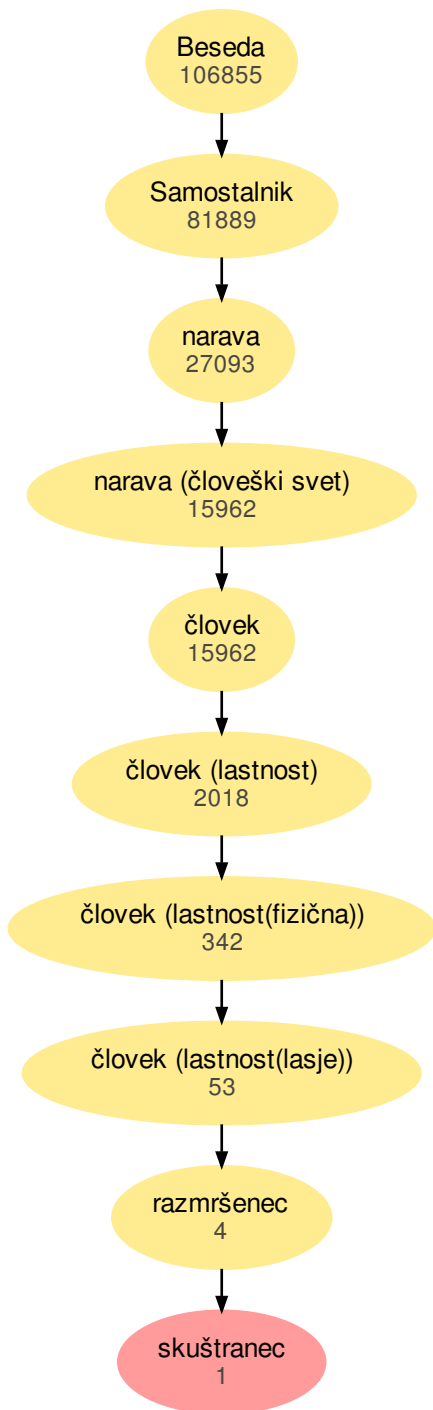 Beseda
106855
Samostalnik
81889
narava
27093
narava (človeški svet)
15962
človek
15962
človek (lastnost)
2018
človek (lastnost(fizična))
342
človek (lastnost(lasje))
53
razmršenec
4
skuštranec
1